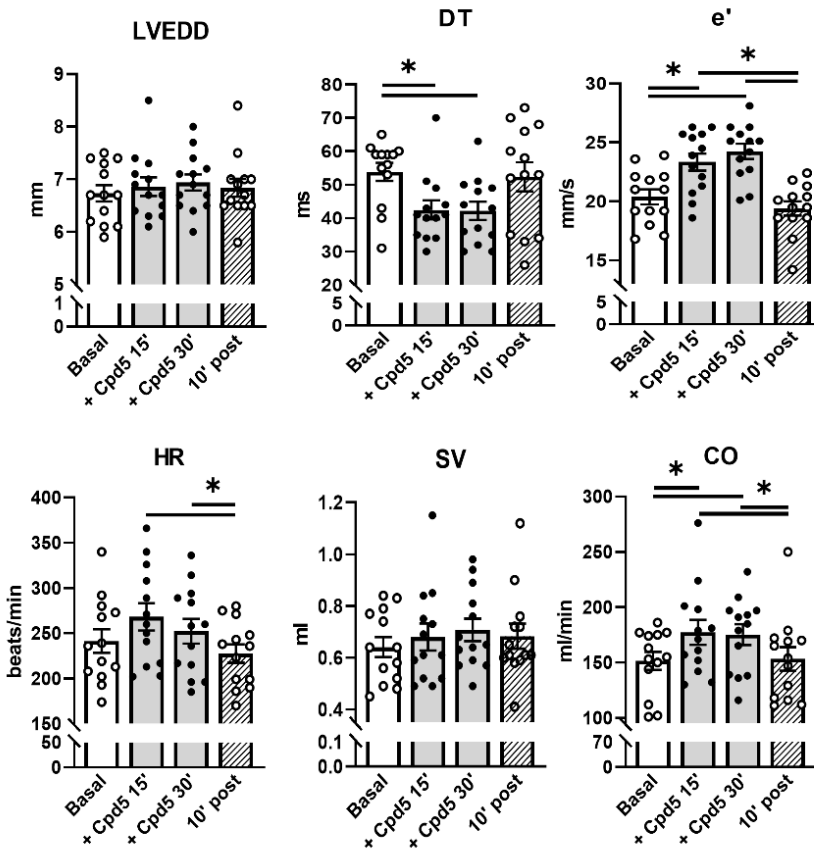 LVEDD
mm
9
8
7
6
5
1
0
Basal
+ Cpd5 15'
+ Cpd5 30'
10' post
DT
ms
80
70
60
50
40
30
20
5
0
*
Basal
+ Cpd5 15'
+ Cpd5 30'
10' post
e'
mm/s
30
25
20
15
5
0
*
*
Basal
+ Cpd5 15'
+ Cpd5 30'
10' post
HR
beats/min
400
350
300
250
200
150
50
0
*
Basal
+ Cpd5 15'
+ Cpd5 30'
10' post
SV
ml
1.2
1.0
0.8
0.6
0.4
0.1
0.0
Basal
+ Cpd5 15'
+ Cpd5 30'
10' post
CO
ml/min
300
250
200
150
100
70
0
*
*
Basal
+ Cpd5 15'
+ Cpd5 30'
10' post